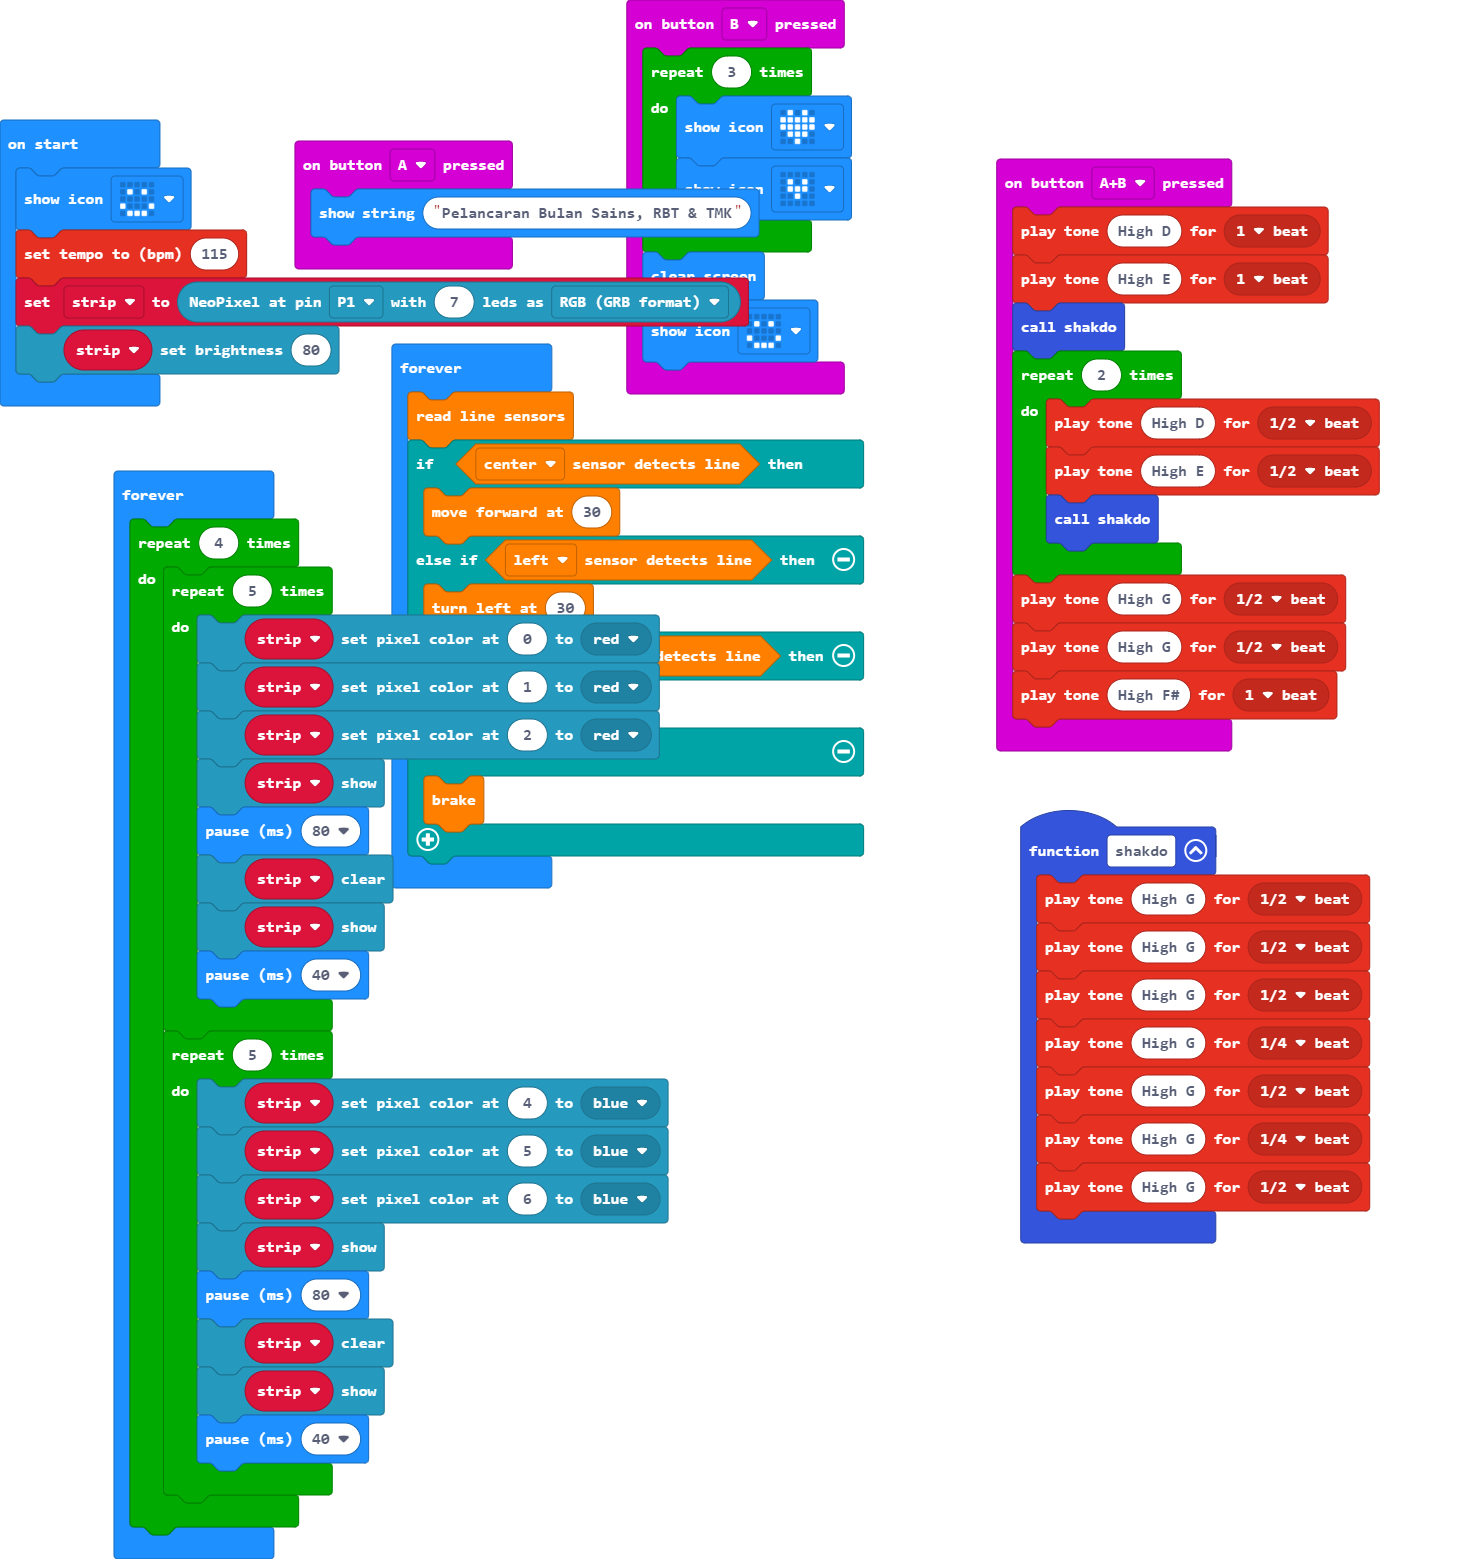 on start
show icon
set tempo to (bpm) 115
set strip to NeoPixel at pin P1 with 7 leds as RGB (GRB format)
strip set brightness 80
on button A pressed
show string "Pelancaran Bulan Sains, RBT & TMK"
on button B pressed
repeat 3 times
do
show icon
show icon
clear screen
show icon
forever
read line sensors
if center sensor detects line then
move forward at 30
else if left sensor detects line then
turn left at 30
detects line then
brake
forever
repeat 4 times
do
repeat 5 times
do
strip set pixel color at 0 to red
strip set pixel color at 1 to red
strip set pixel color at 2 to red
strip show
pause (ms) 80
strip clear
strip show
pause (ms) 40
repeat 5 times
do
strip set pixel color at 4 to blue
strip set pixel color at 5 to blue
strip set pixel color at 6 to blue
strip show
pause (ms) 80
strip clear
strip show
pause (ms) 40
on button A+B pressed
play tone High D for 1 beat
play tone High E for 1 beat
call shakdo
repeat 2 times
do
play tone High D for 1/2 beat
play tone High E for 1/2 beat
call shakdo
play tone High G for 1/2 beat
play tone High G for 1/2 beat
play tone High F# for 1 beat
function shakdo
play tone High G for 1/2 beat
play tone High G for 1/2 beat
play tone High G for 1/2 beat
play tone High G for 1/4 beat
play tone High G for 1/2 beat
play tone High G for 1/4 beat
play tone High G for 1/2 beat